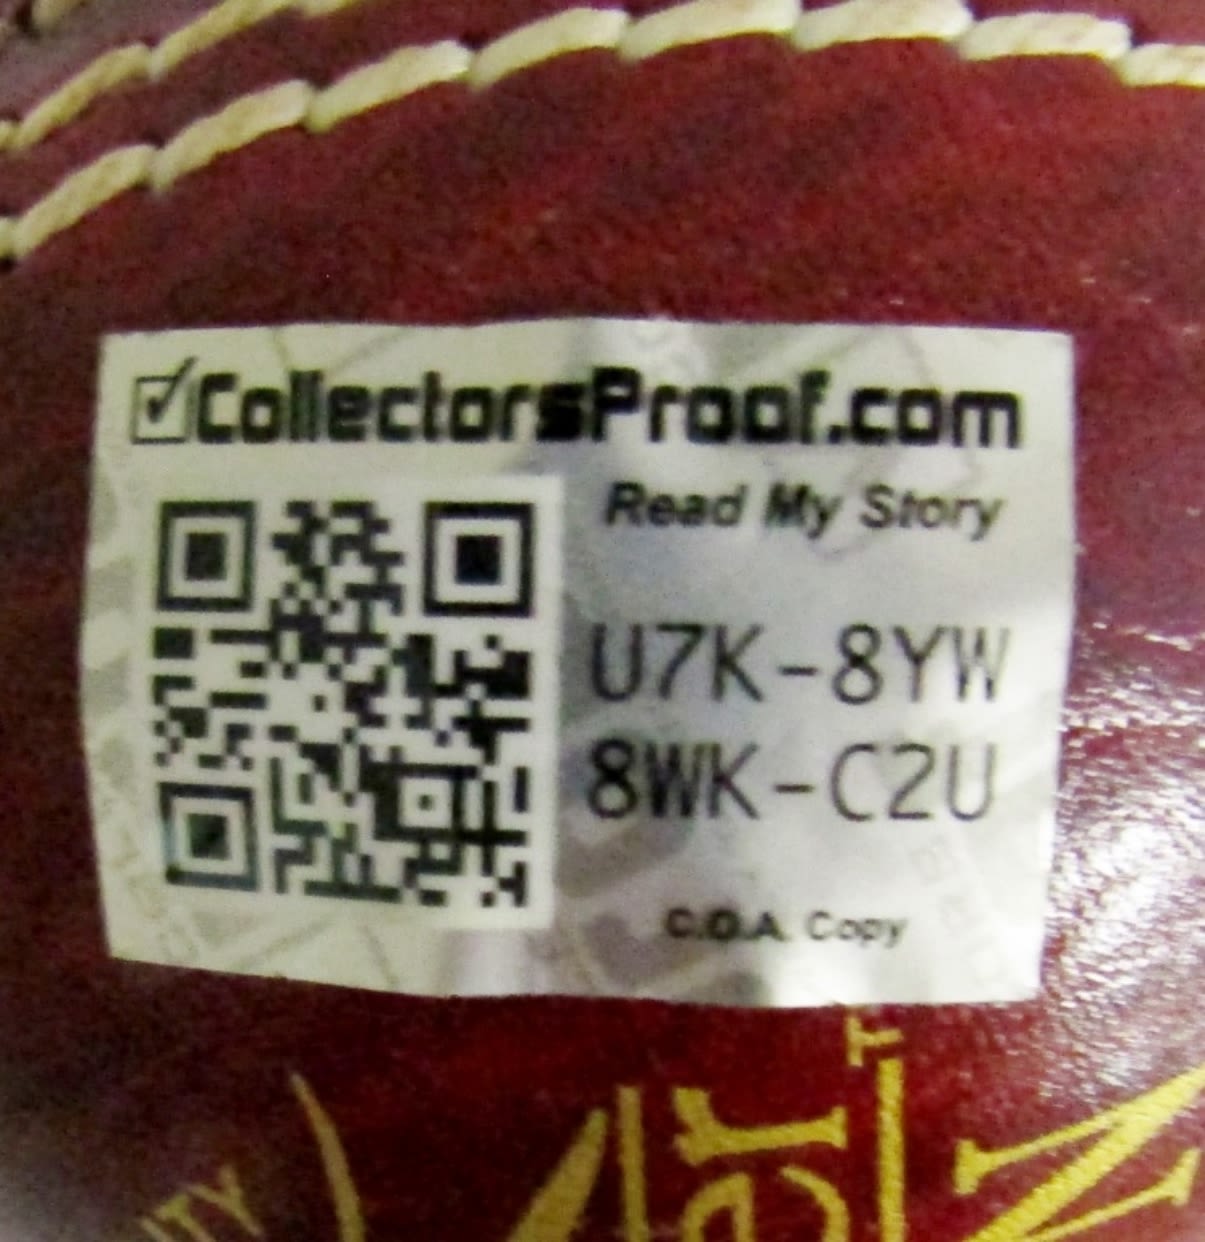 CollectorsProof.com
Read My Story
U7K-8YW
8WK-C2U
C.O.A. Copy